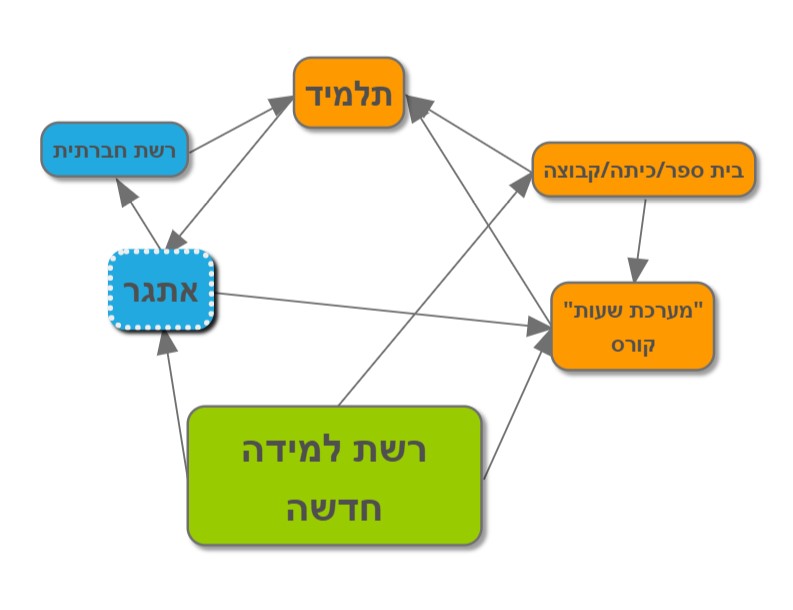 תלמיד
רשת חברתית
בית ספר/כיתה/קבוצה
אתגר
"מערכת שעות"
קורס
רשת למידה
חדשה